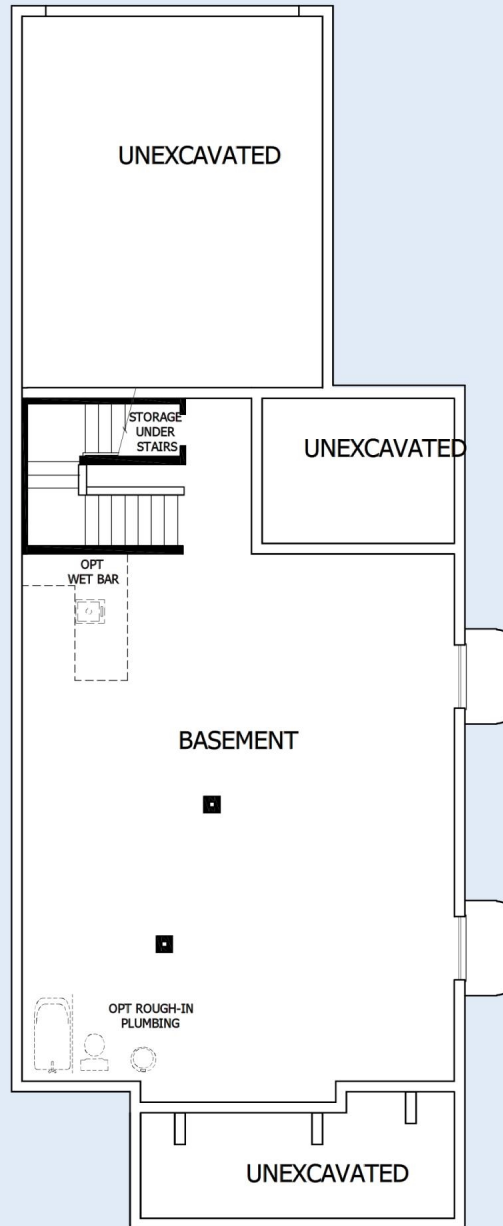 UNEXCAVATED
STORAGE
UNDER
STAIRS
UNEXCAVATED
OPT
WET BAR
BASEMENT
OPT ROUGH-IN
PLUMBING
UNEXCAVATED